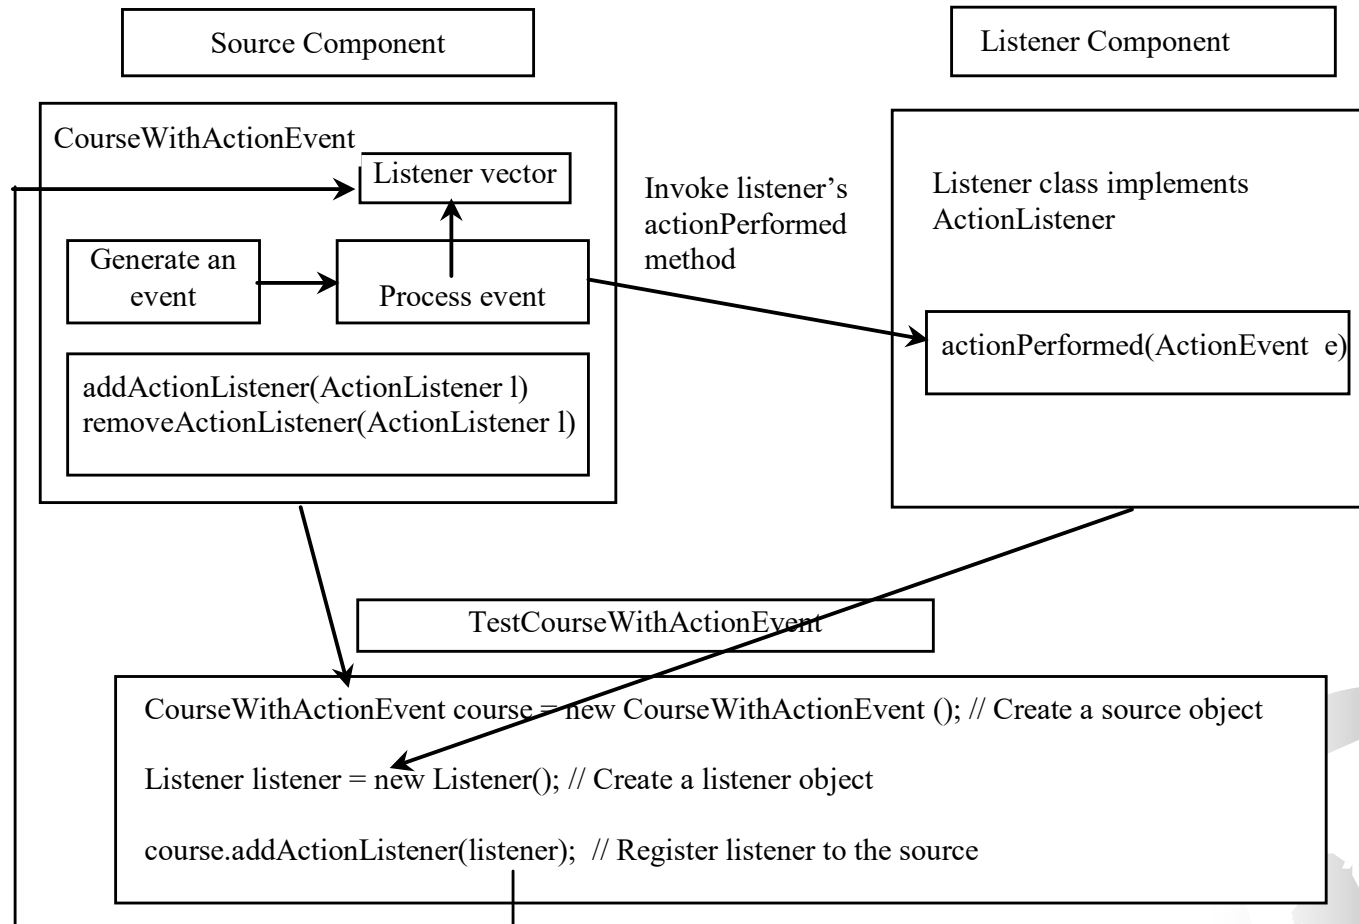 Source Component
Listener Component
CourseWithActionEvent
Listener vector
Generate an
event
Process event
addActionListener(ActionListener l)
removeActionListener(ActionListener l)
Invoke listener’s
actionPerformed
method
Listener class implements
ActionListener
actionPerformed(ActionEvent e)
TestCourseWithActionEvent
CourseWithActionEvent course = new CourseWithActionEvent (); // Create a source object
Listener listener = new Listener(); // Create a listener object
course.addActionListener(listener); // Register listener to the source